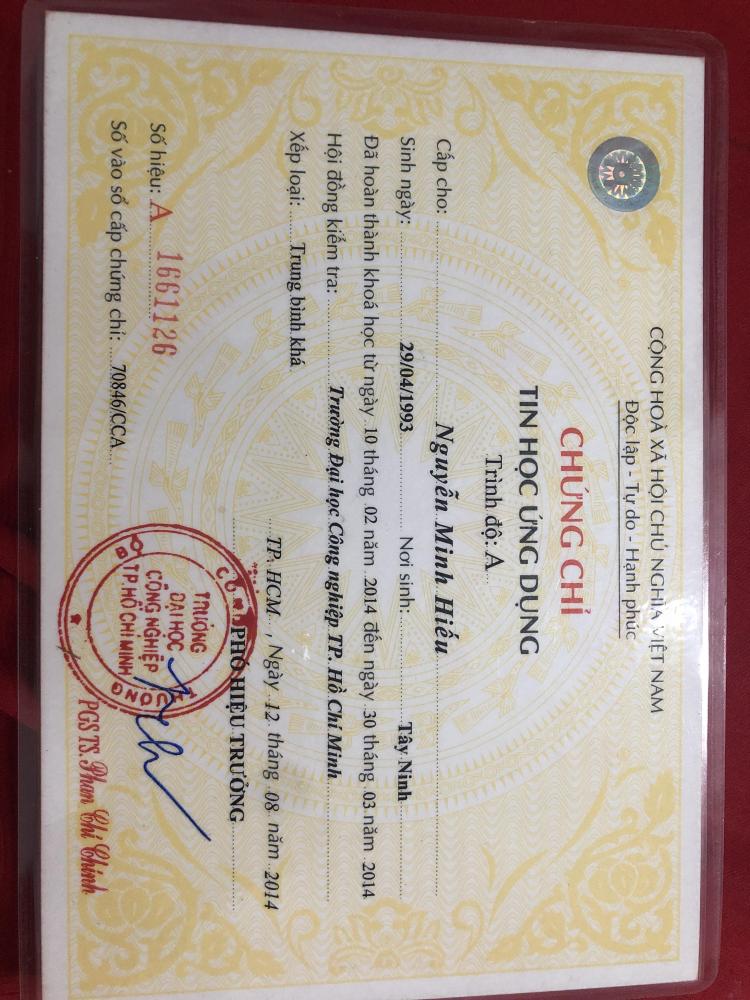 CỘNG HOÀ XÃ HỘI CHỦ NGHĨA VIỆT NAM
Độc lập - Tự do - Hạnh phúc
CHỨNG CHỈ
TIN HỌC ỨNG DỤNG
Trình độ: A
Cấp cho: Nguyễn Minh Hiếu
Sinh ngày: 29/04/1993 Nơi sinh: Tây Ninh
Đã hoàn thành khoá học từ ngày 10 tháng 02 năm 2014 đến ngày 30 tháng 03 năm 2014
Hội đồng kiểm tra: Trường Đại học Công nghiệp TP. Hồ Chí Minh
Xếp loại: Trung bình khá
TP. HCM, Ngày 12 tháng 08 năm 2014
PHÓ HIỆU TRƯỞNG
Số hiệu: A 1661126
Số vào sổ cấp chứng chỉ: 70846/CCA
TRƯỜNG
ĐẠI HỌC
CÔNG NGHIỆP
TP HỒ CHÍ MINH
PGS TS. Phan Chí Chính